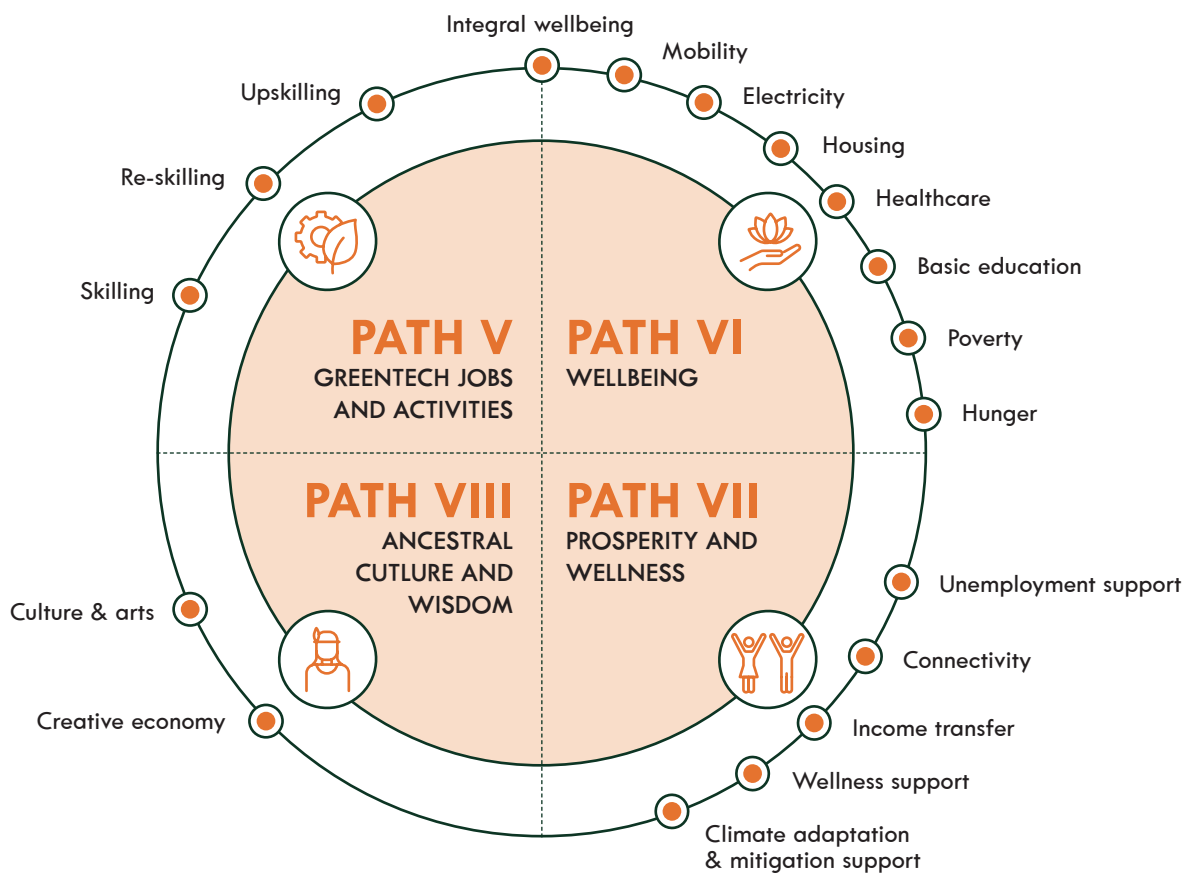 Integral wellbeing
Mobility
Upskilling
Electricity
Housing
Re-skilling
Healthcare
Basic education
Skilling
PATH V
GREENTECH JOBS
AND ACTIVITIES
PATH VI
WELLBEING
Poverty
Hunger
PATH VIII
ANCESTRAL
CUTLURE AND
WISDOM
PATH VII
PROSPERITY AND
WELLNESS
Unemployment support
Culture & arts
Connectivity
Creative economy
Income transfer
Wellness support
Climate adaptation
& mitigation support